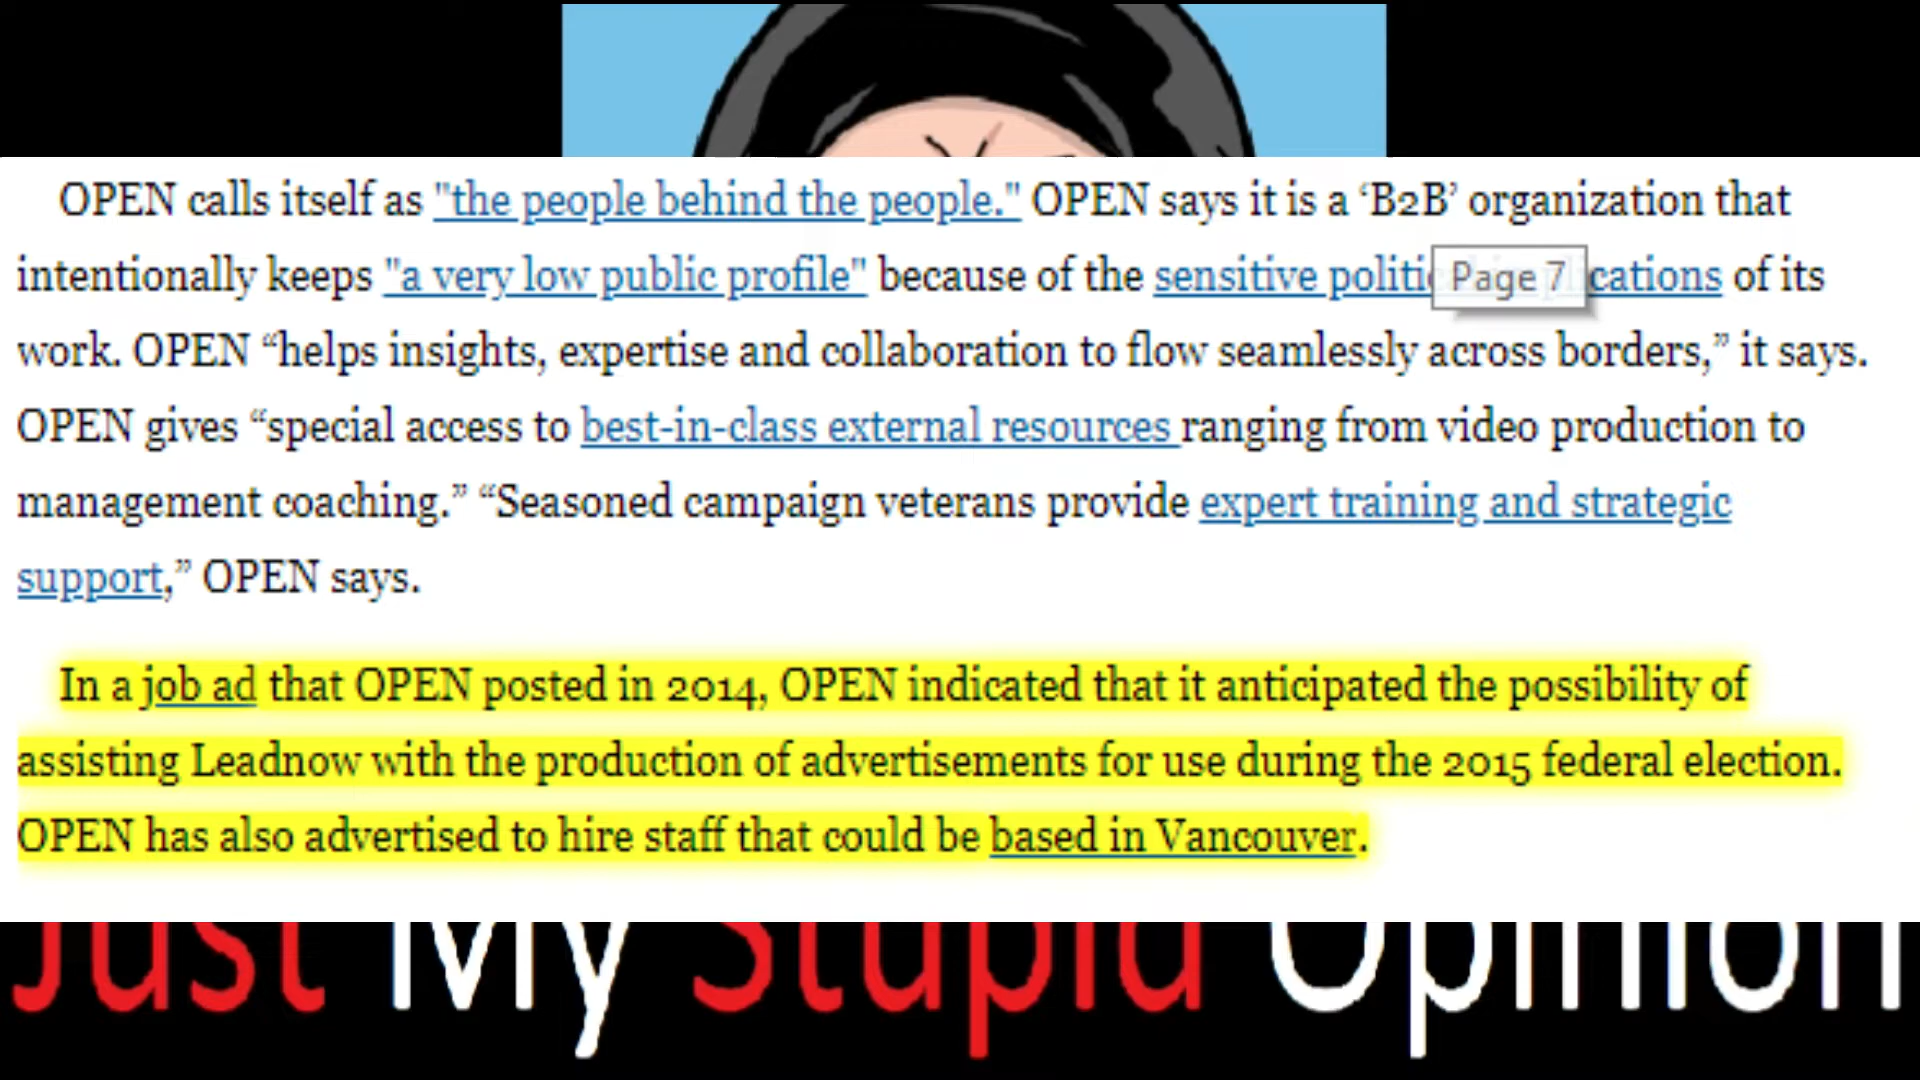 OPEN calls itself as "the people behind the people." OPEN says it is a ‘B2B’ organization that
intentionally keeps "a very low public profile" because of the sensitive politi cations of its
Page 7
work. OPEN “helps insights, expertise and collaboration to flow seamlessly across borders,” it says.
OPEN gives “special access to best-in-class external resources ranging from video production to
management coaching.” “Seasoned campaign veterans provide expert training and strategic
support,” OPEN says.
In a job ad that OPEN posted in 2014, OPEN indicated that it anticipated the possibility of
assisting Leadnow with the production of advertisements for use during the 2015 federal election.
OPEN has also advertised to hire staff that could be based in Vancouver.
Just My Stupid Opinion